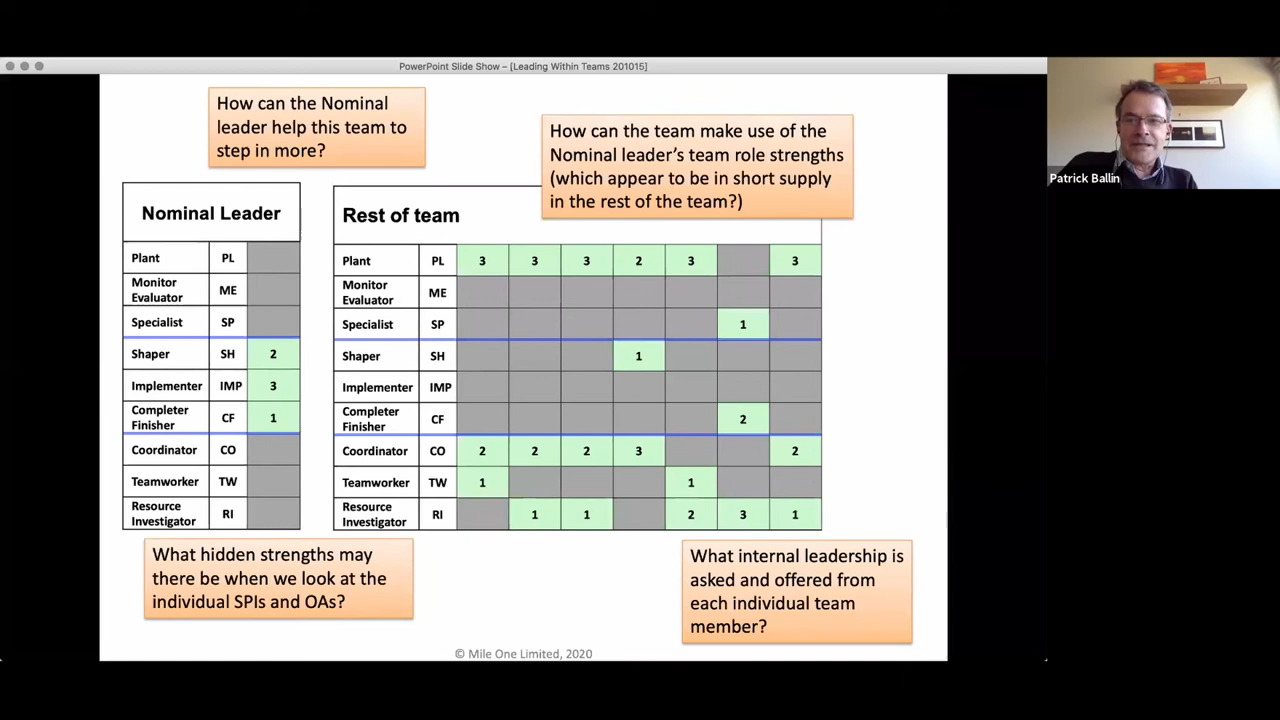 PowerPoint Slide Show – [Leading Within Teams 201015]
How can the Nominal
leader help this team to
step in more?
How can the team make use of the
Nominal leader's team role strengths
(which appear to be in short supply
in the rest of the team?)
Patrick Ballin
Nominal Leader
Plant PL
Monitor
Evaluator ME
Specialist SP
Shaper SH 2
Implementer IMP 3
Completer
Finisher CF 1
Coordinator CO
Teamworker TW
Resource
Investigator RI
Rest of team
Plant PL 3 3 3 2 3 3
Monitor
Evaluator ME
Specialist SP 1
Shaper SH 1
Implementer IMP
Completer
Finisher CF 2
Coordinator CO 2 2 2 3 2
Teamworker TW 1 1
Resource
Investigator RI 1 1 2 3 1
What hidden strengths may
there be when we look at the
individual SPIs and OAs?
What internal leadership is
asked and offered from
each individual team
member?
© Mile One Limited, 2020